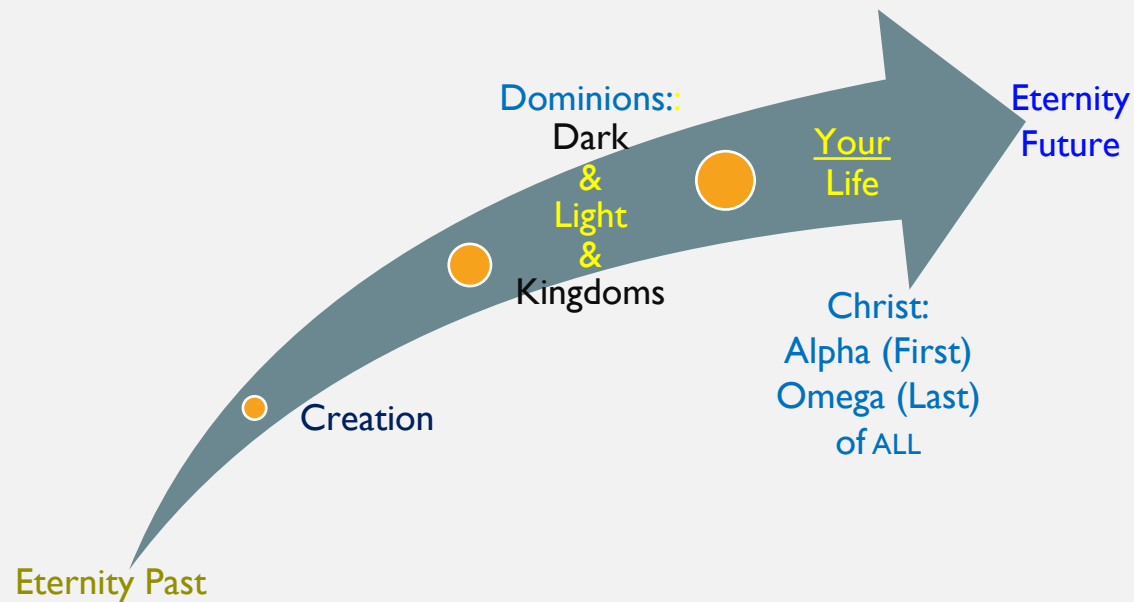 Dominions::
Dark
&
Light
&
Kingdoms
Your
Life
Eternity
Future
Creation
Christ:
Alpha (First)
Omega (Last)
of ALL
Eternity Past